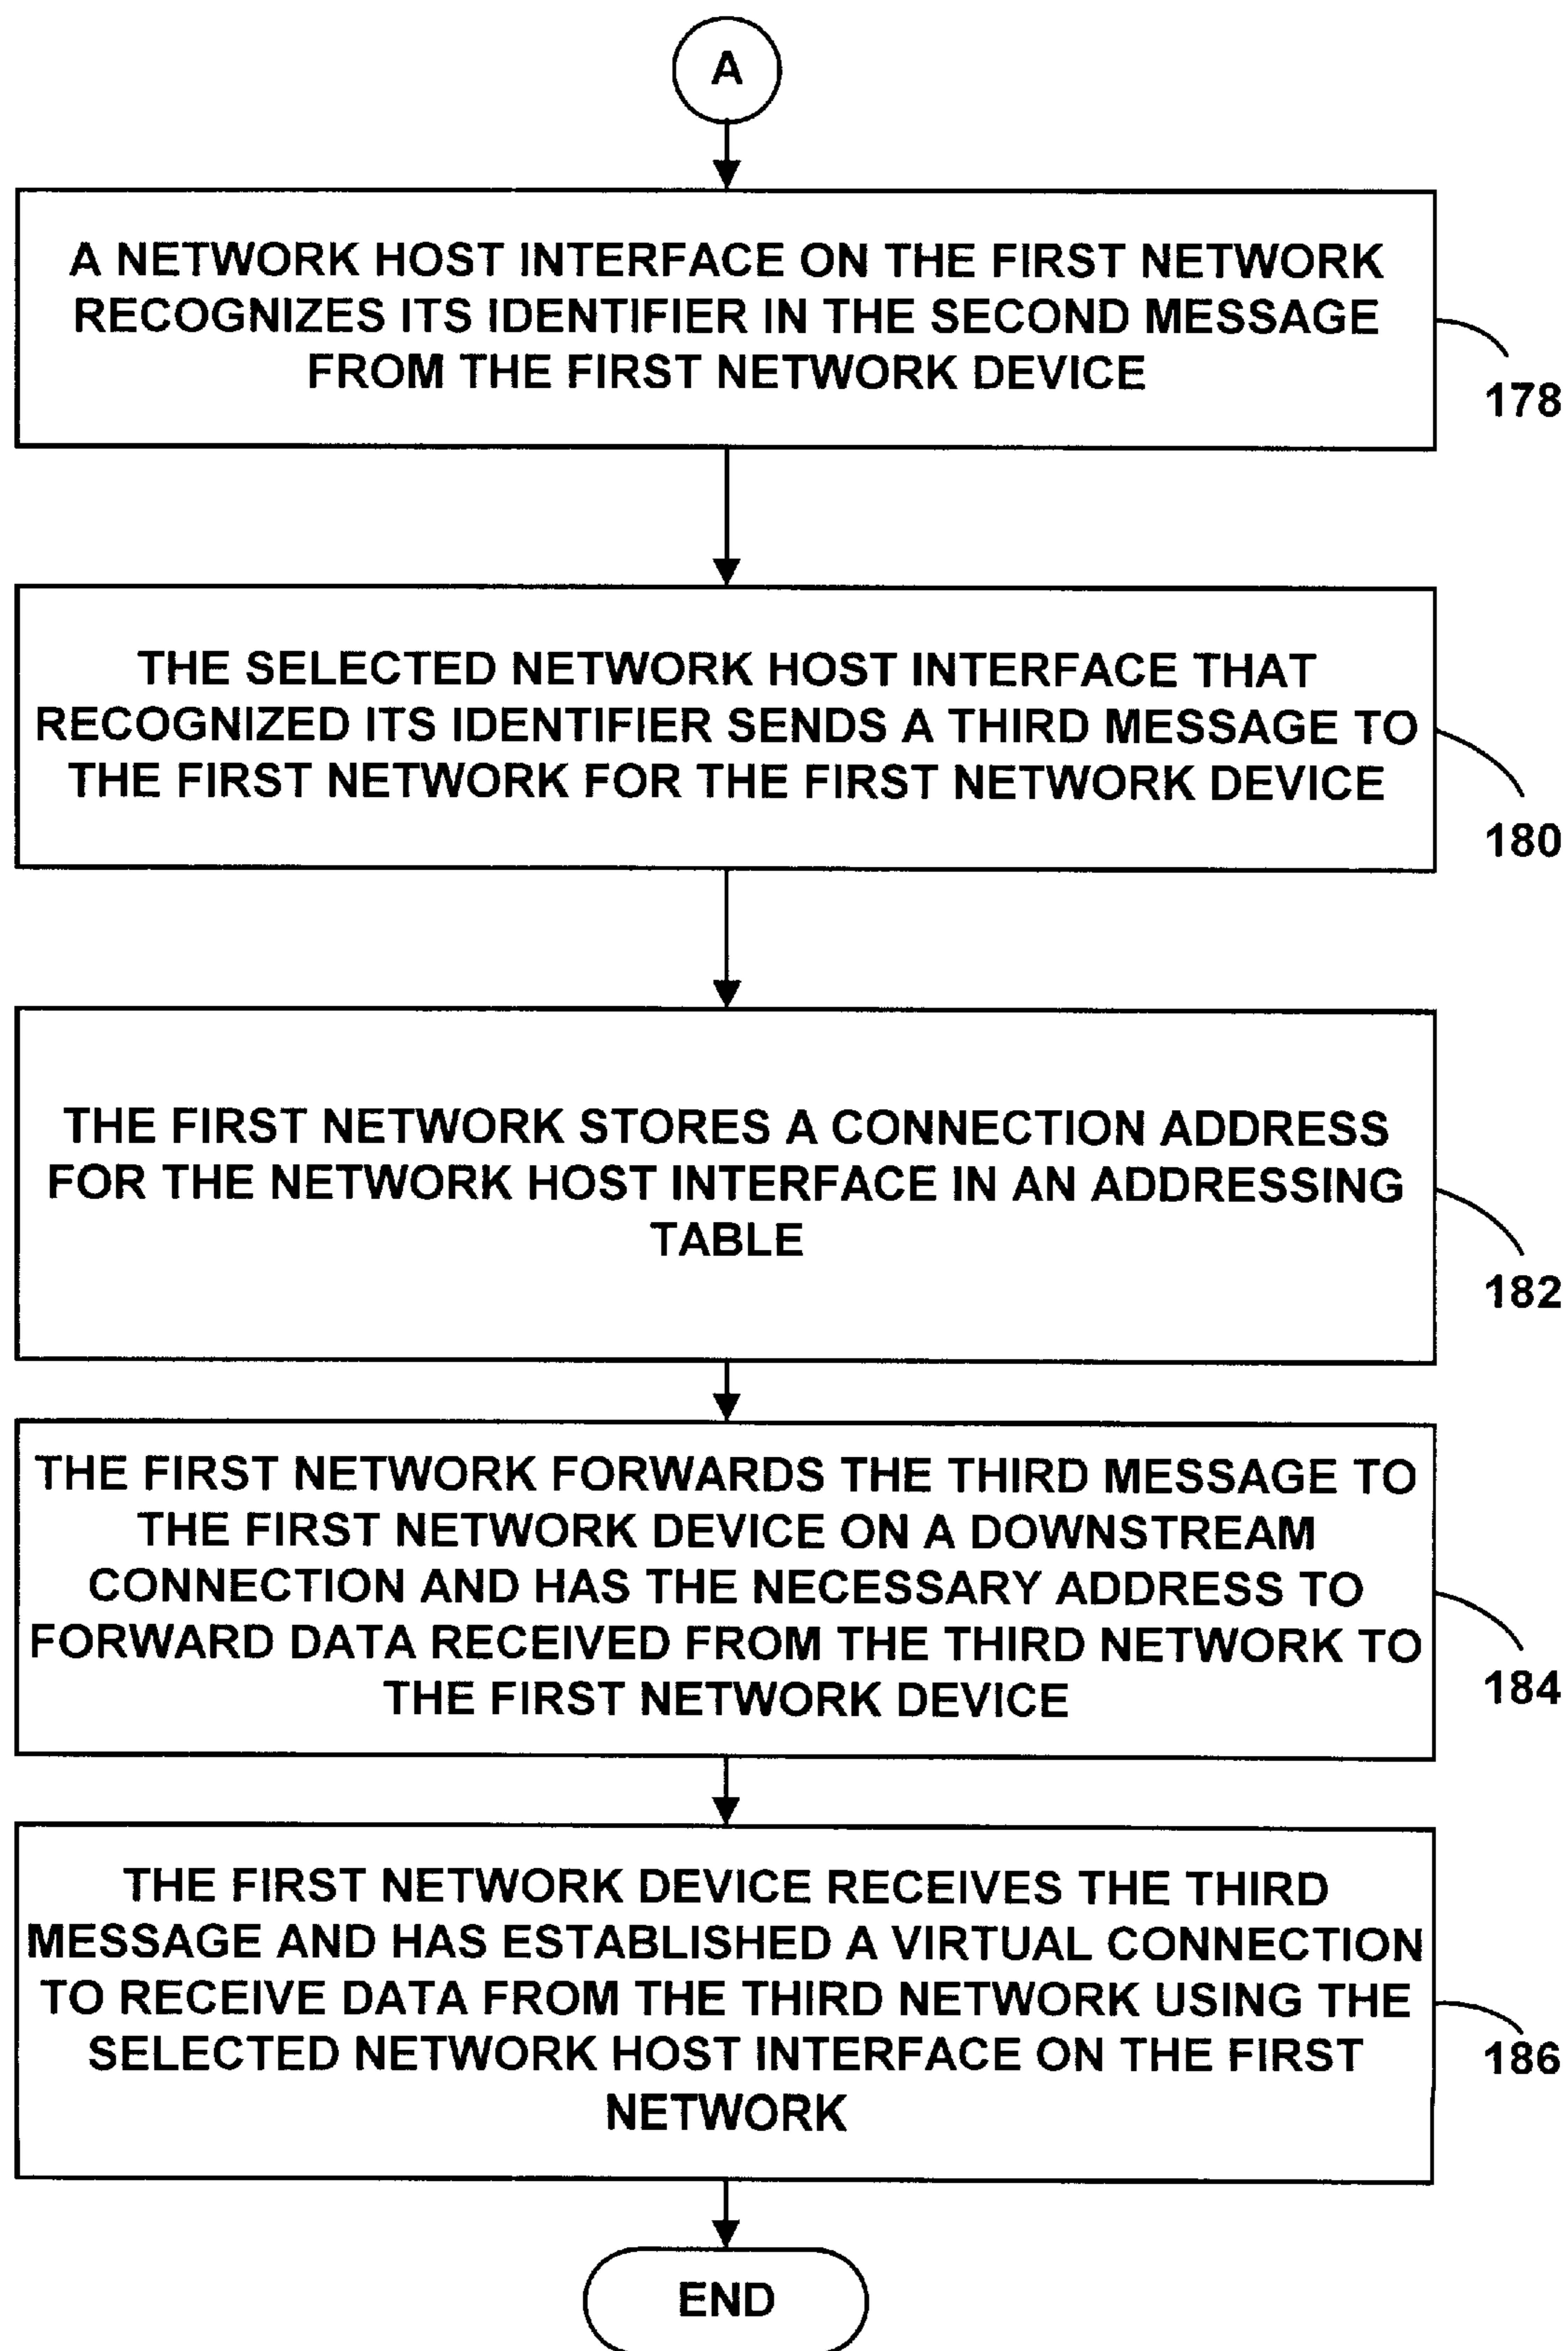 A
A NETWORK HOST INTERFACE ON THE FIRST NETWORK
RECOGNIZES ITS IDENTIFIER IN THE SECOND MESSAGE
FROM THE FIRST NETWORK DEVICE
178
THE SELECTED NETWORK HOST INTERFACE THAT
RECOGNIZED ITS IDENTIFIER SENDS A THIRD MESSAGE TO
THE FIRST NETWORK FOR THE FIRST NETWORK DEVICE
180
THE FIRST NETWORK STORES A CONNECTION ADDRESS
FOR THE NETWORK HOST INTERFACE IN AN ADDRESSING
TABLE
182
THE FIRST NETWORK FORWARDS THE THIRD MESSAGE TO
THE FIRST NETWORK DEVICE ON A DOWNSTREAM
CONNECTION AND HAS THE NECESSARY ADDRESS TO
FORWARD DATA RECEIVED FROM THE THIRD NETWORK TO
THE FIRST NETWORK DEVICE
184
THE FIRST NETWORK DEVICE RECEIVES THE THIRD
MESSAGE AND HAS ESTABLISHED A VIRTUAL CONNECTION
TO RECEIVE DATA FROM THE THIRD NETWORK USING THE
SELECTED NETWORK HOST INTERFACE ON THE FIRST
NETWORK
186
END